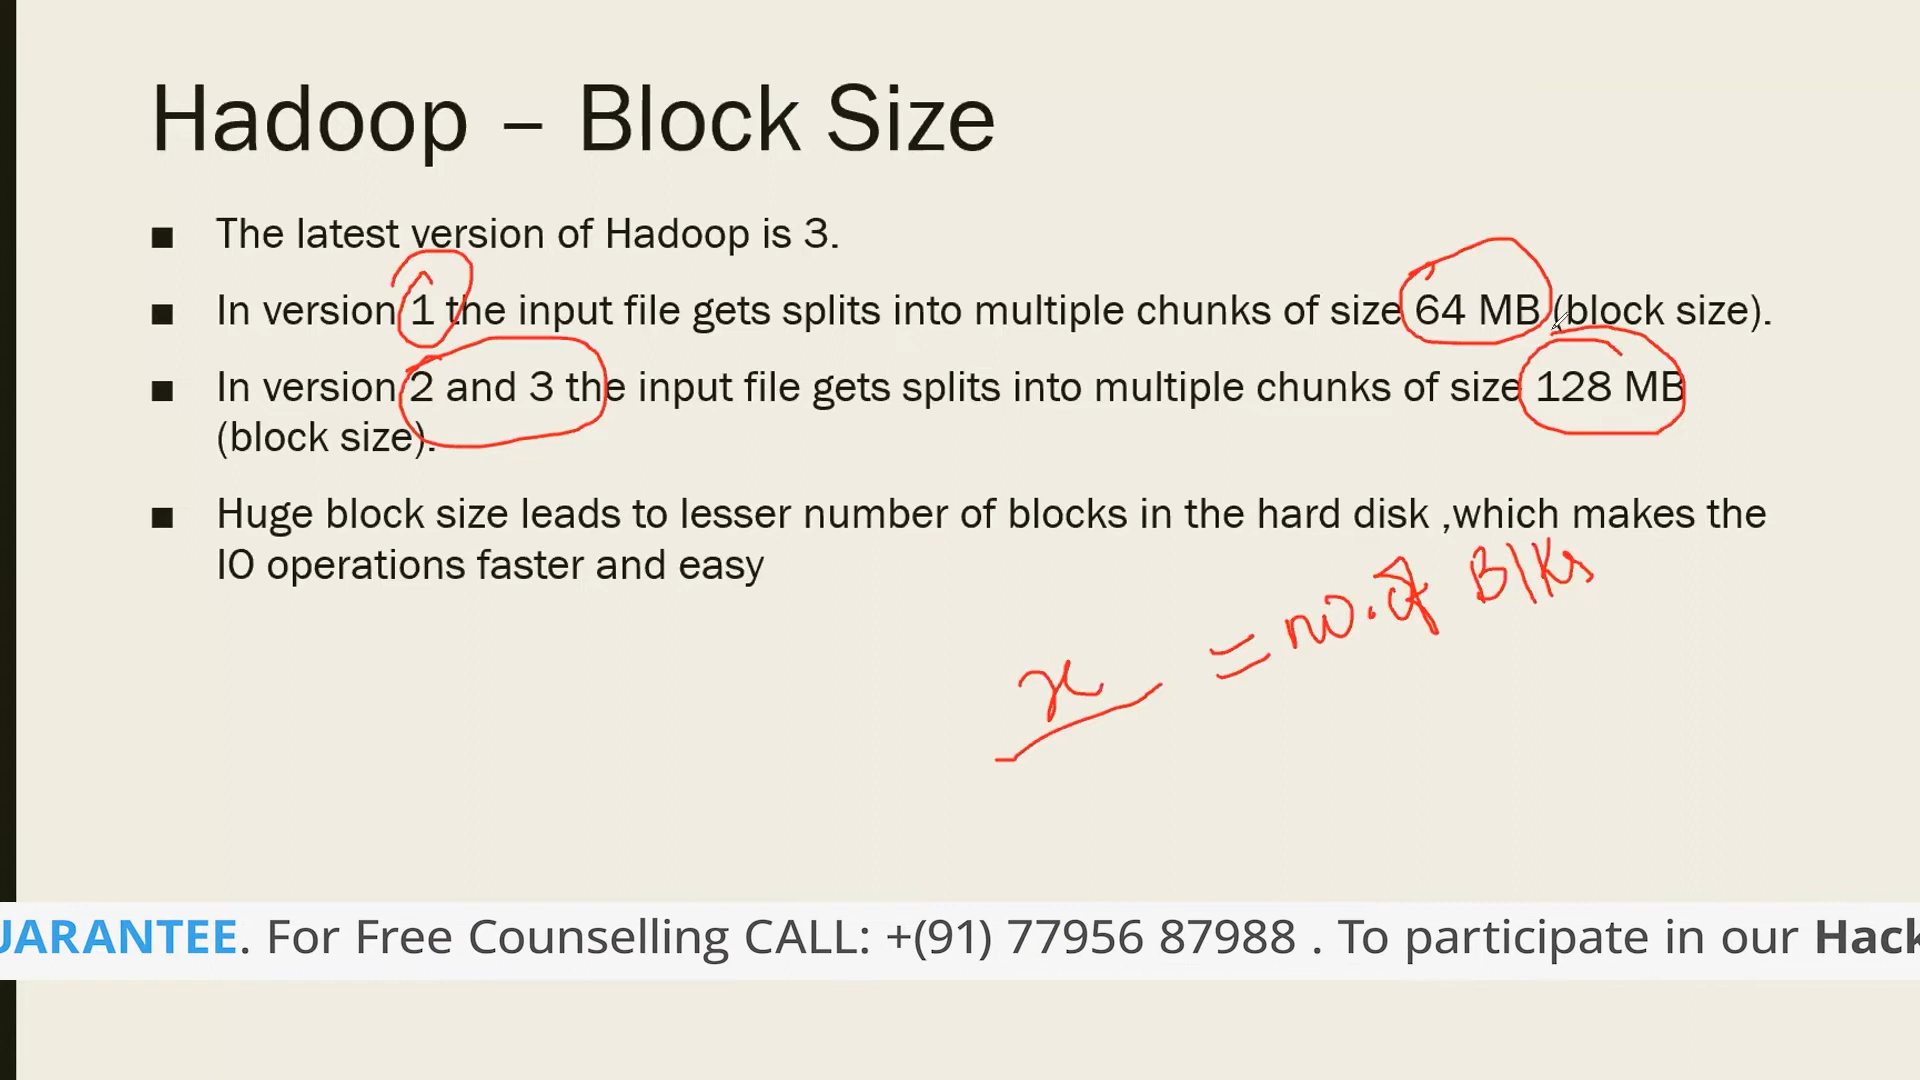 Hadoop – Block Size
■ The latest version of Hadoop is 3.
■ In version 1 the input file gets splits into multiple chunks of size 64 MB (block size).
■ In version 2 and 3 the input file gets splits into multiple chunks of size 128 MB
(block size).
■ Huge block size leads to lesser number of blocks in the hard disk ,which makes the
IO operations faster and easy
x = no. of Blks
UARANTEE. For Free Counselling CALL: +(91) 77956 87988 . To participate in our Hack